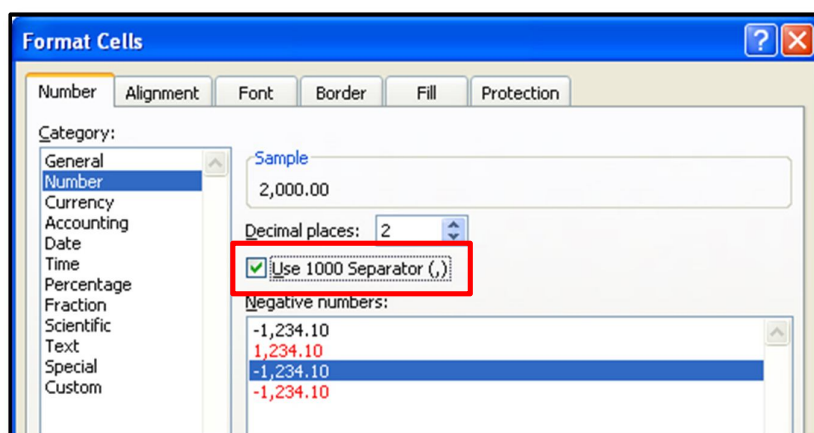 Format Cells
Number Alignment Font Border Fill Protection
Category:
General
Number
Currency
Accounting
Date
Time
Percentage
Fraction
Scientific
Text
Special
Custom
Sample
2,000.00
Decimal places: 2
Use 1000 Separator (,)
Negative numbers:
-1,234.10
1,234.10
-1,234.10
-1,234.10